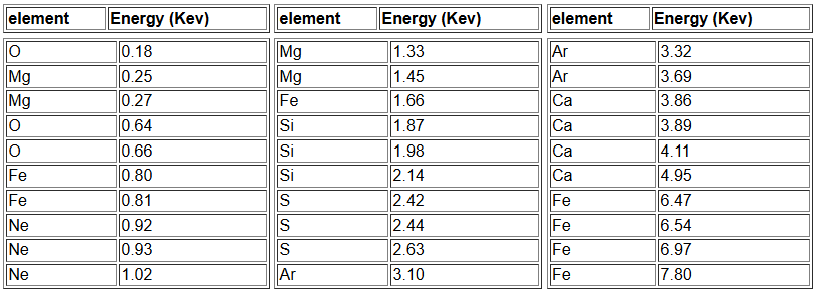 element Energy (Kev)
O 0.18
Mg 0.25
Mg 0.27
O 0.64
O 0.66
Fe 0.80
Fe 0.81
Ne 0.92
Ne 0.93
Ne 1.02
element Energy (Kev)
Mg 1.33
Mg 1.45
Fe 1.66
Si 1.87
Si 1.98
Si 2.14
S 2.42
S 2.44
S 2.63
Ar 3.10
element Energy (Kev)
Ar 3.32
Ar 3.69
Ca 3.86
Ca 3.89
Ca 4.11
Ca 4.95
Fe 6.47
Fe 6.54
Fe 6.97
Fe 7.80